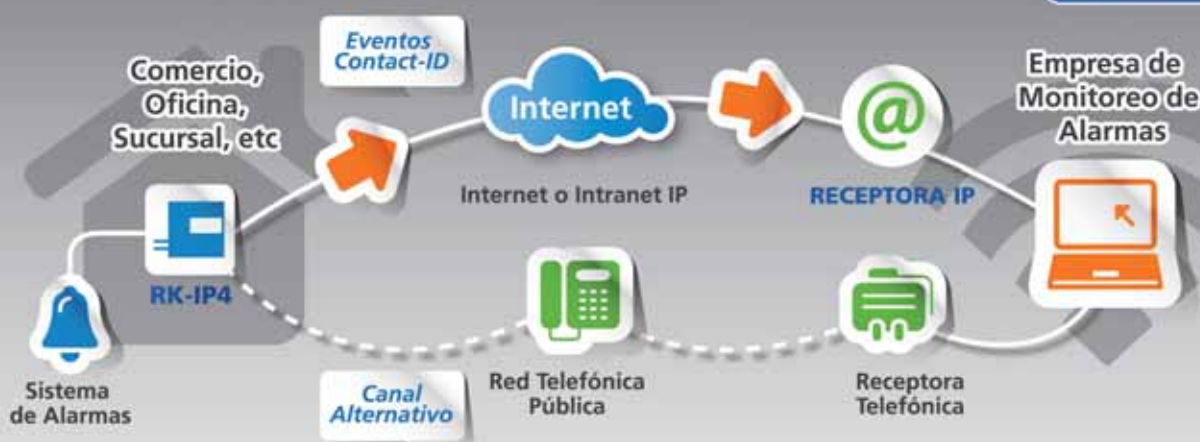 Eventos
Contact-ID
Comercio,
Oficina,
Sucursal, etc
Internet
@
Empresa de
Monitoreo de
Alarmas
Internet o Intranet IP
RECEPTORA IP
RK-IP4
Sistema
de Alarmas
Canal
Alternativo
Red Telefónica
Pública
Receptora
Telefónica